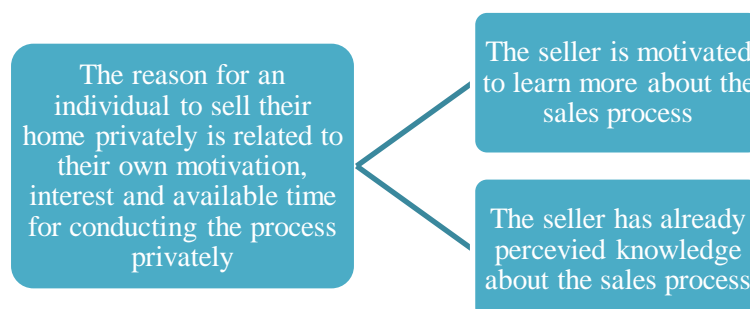 The reason for an
individual to sell their
home privately is related to
their own motivation,
interest and available time
for conducting the process
privately
The seller is motivated
to learn more about the
sales process
The seller has already
percevied knowledge
about the sales process